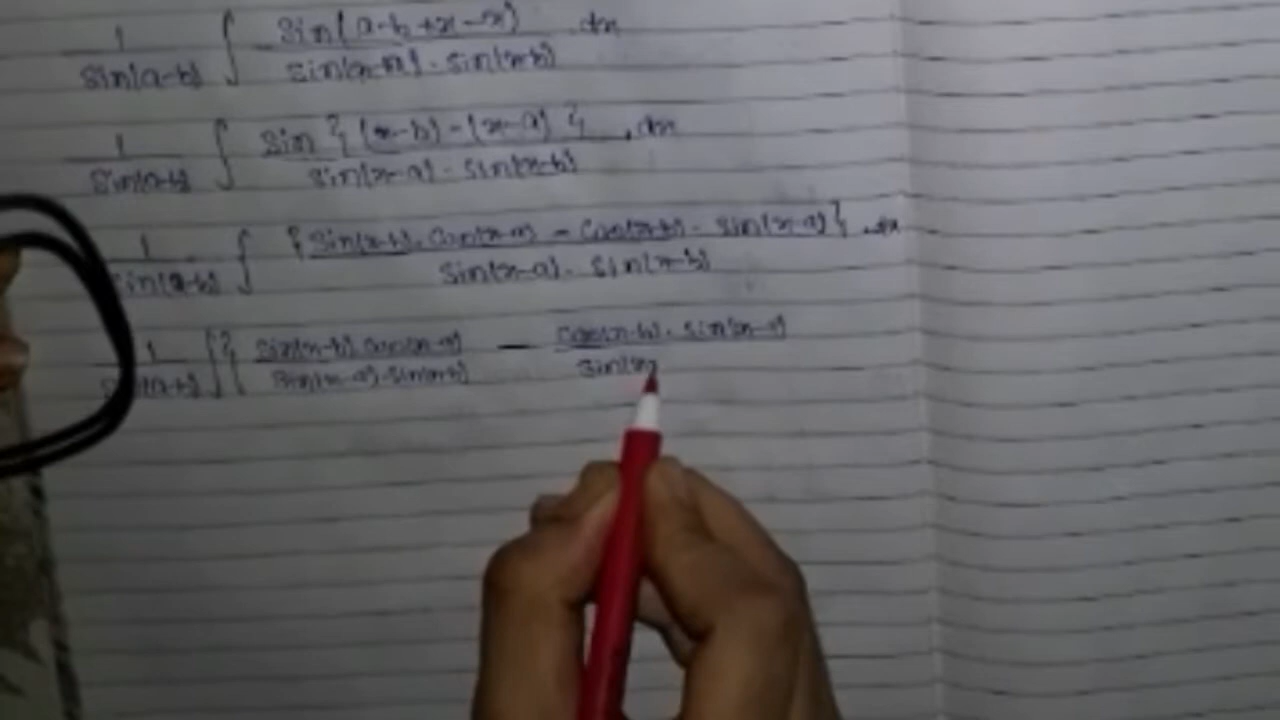 1/Sin(a-b) ∫ Sin(a-b+x-x)/Sin(x-a) . Sin(x-b) .dx
1/Sin(a-b) ∫ Sin{(x-b)-(x-a)}/Sin(x-a) . Sin(x-b) .dx
1/Sin(a-b) ∫ {Sin(x-b).Cos(x-a) - Cos(x-b) . Sin(x-a)}/Sin(x-a) . Sin(x-b) .dx
1/Sin(a-b) ∫{ Sin(x-b).Cos(x-a)/Sin(x-a).Sin(x-b) - Cos(x-b) . Sin(x-a)/Sin(x